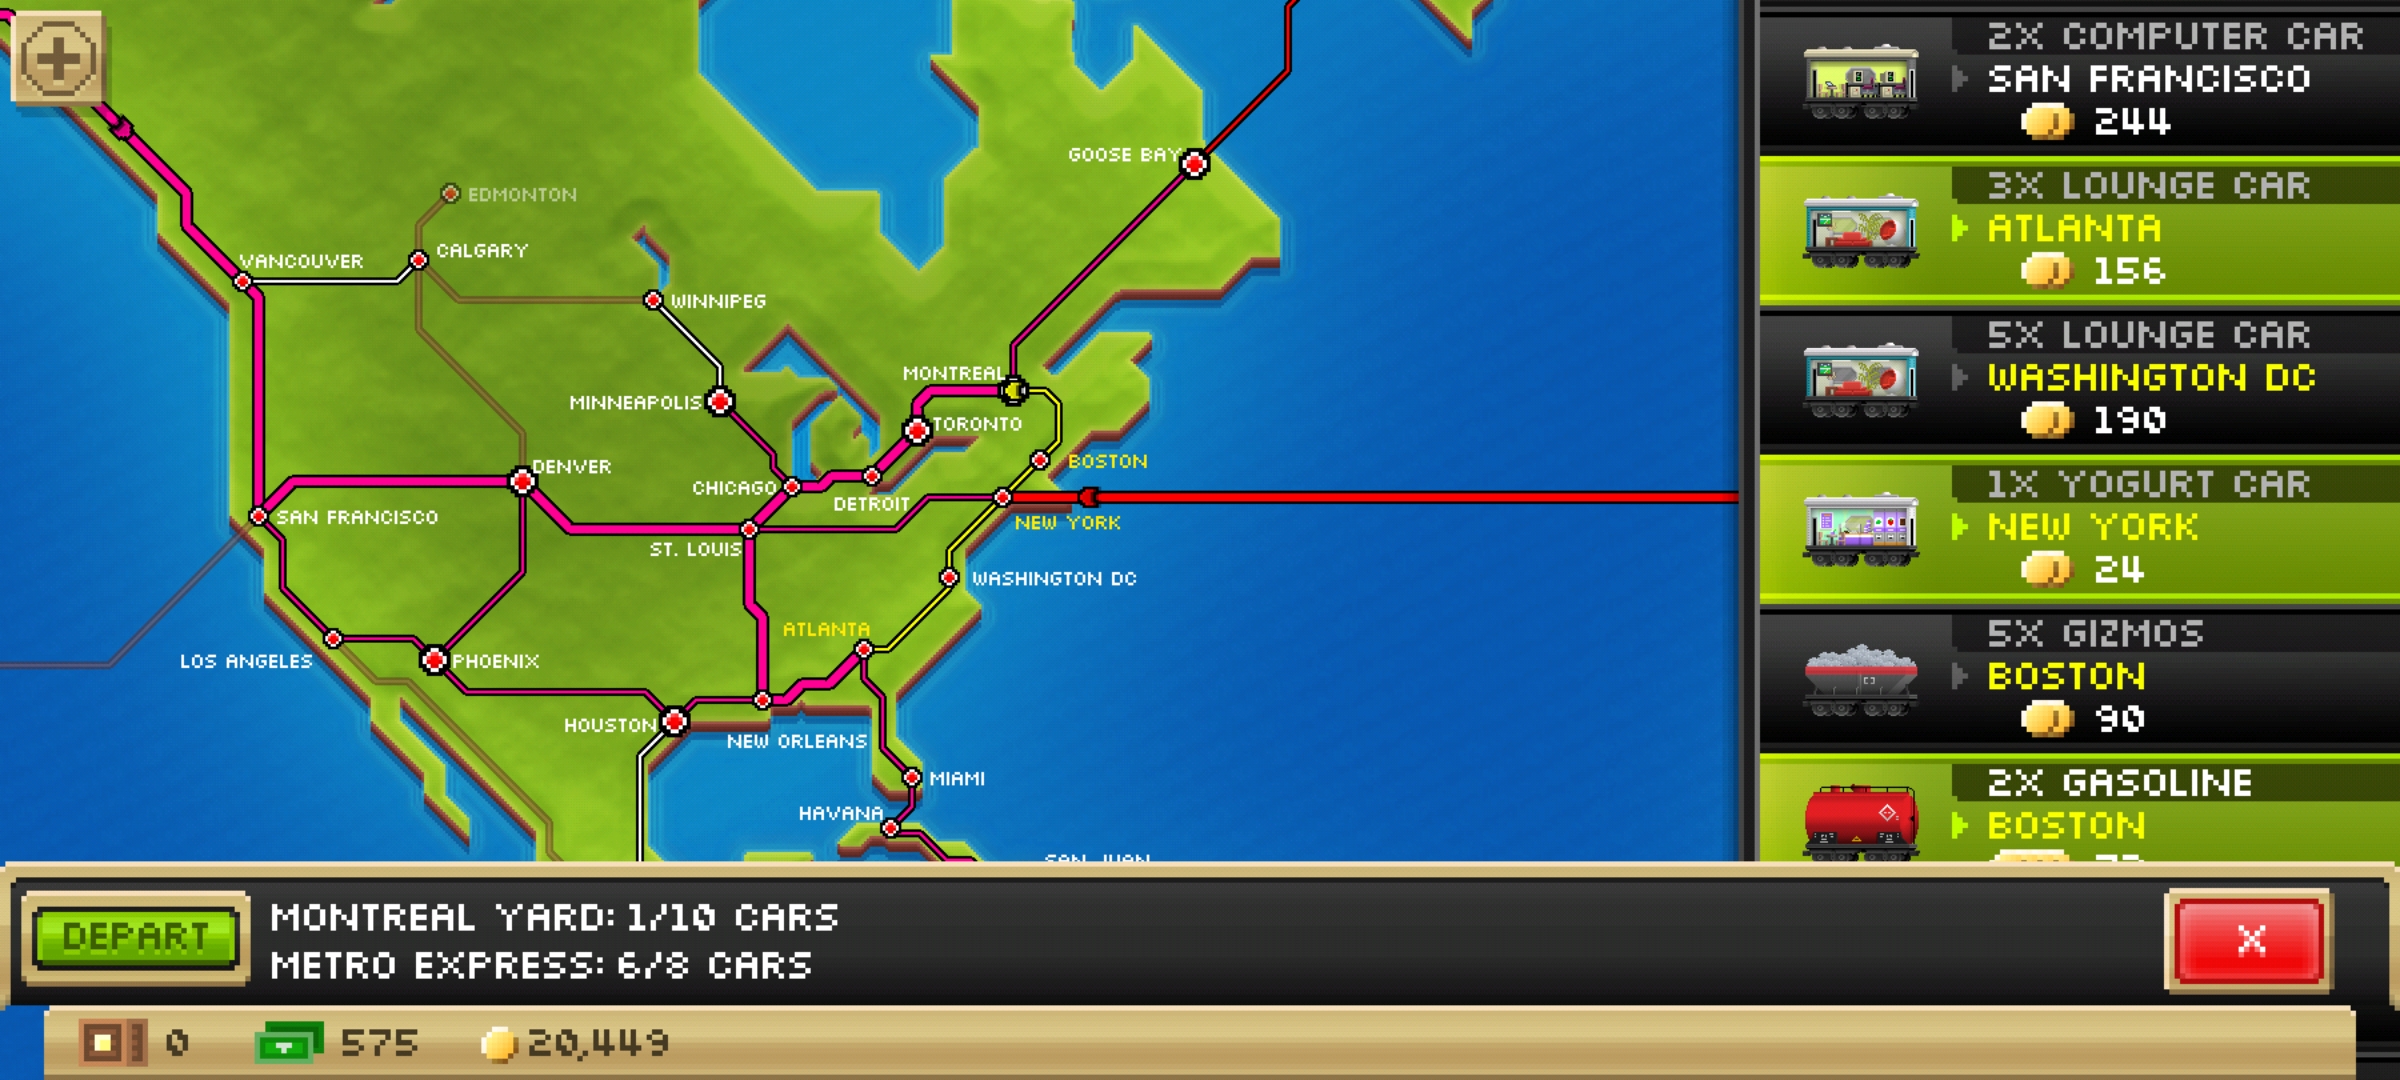 GOOSE BAY
EDMONTON
CALGARY
VANCOUVER
WINNIPEG
MONTREAL
MINNEAPOLIS
TORONTO
DENVER
BOSTON
CHICAGO
DETROIT
SAN FRANCISCO
NEW YORK
ST. LOUIS
WASHINGTON DC
ATLANTA
LOS ANGELES
PHOENIX
HOUSTON
NEW ORLEANS
MIAMI
HAVANA
SAN JUAN
2X COMPUTER CAR
SAN FRANCISCO
244
3X LOUNGE CAR
ATLANTA
156
5X LOUNGE CAR
WASHINGTON DC
190
1X YOGURT CAR
NEW YORK
24
5X GIZMOS
BOSTON
90
2X GASOLINE
BOSTON
DEPART
MONTREAL YARD: 1/10 CARS
METRO EXPRESS: 6/8 CARS
X
0
575
20,449